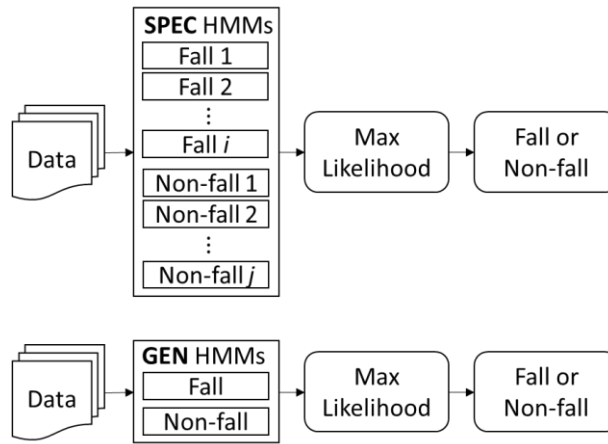 SPEC HMMs
Fall 1
Fall 2
⋮
Fall i
Non-fall 1
Non-fall 2
⋮
Non-fall j
Data
Max
Likelihood
Fall or
Non-fall
GEN HMMs
Fall
Non-fall
Data
Max
Likelihood
Fall or
Non-fall